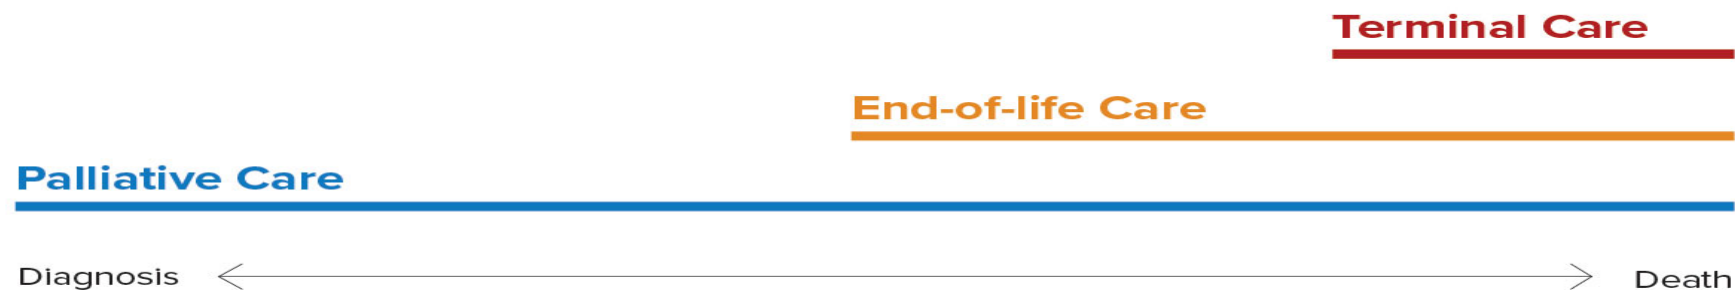 Terminal Care
End-of-life Care
Palliative Care
Diagnosis
Death